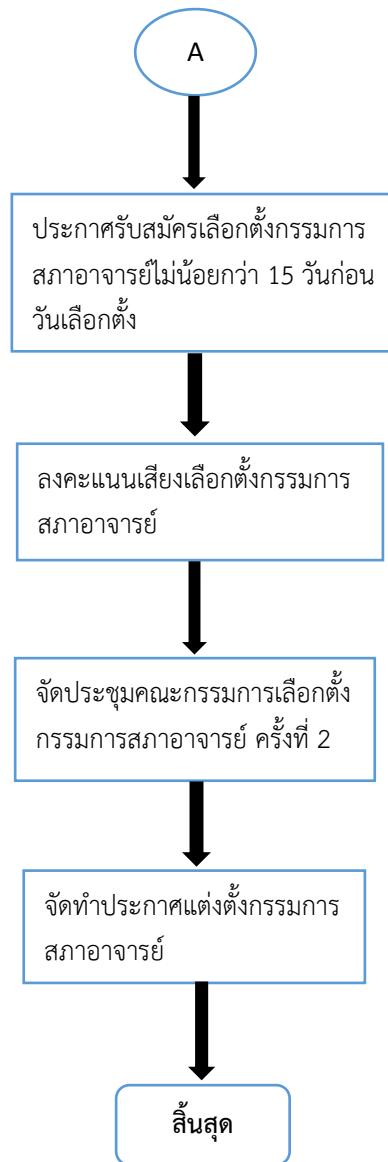 A
ประกาศรับสมัครเลือกตั้งกรรมการ
สภาอาจารย์ไม่น้อยกว่า 15 วันก่อน
วันเลือกตั้ง
ลงคะแนนเสียงเลือกตั้งกรรมการ
สภาอาจารย์
จัดประชุมคณะกรรมการเลือกตั้ง
กรรมการสภาอาจารย์ ครั้งที่ 2
จัดทำประกาศแต่งตั้งกรรมการ
สภาอาจารย์
สิ้นสุด